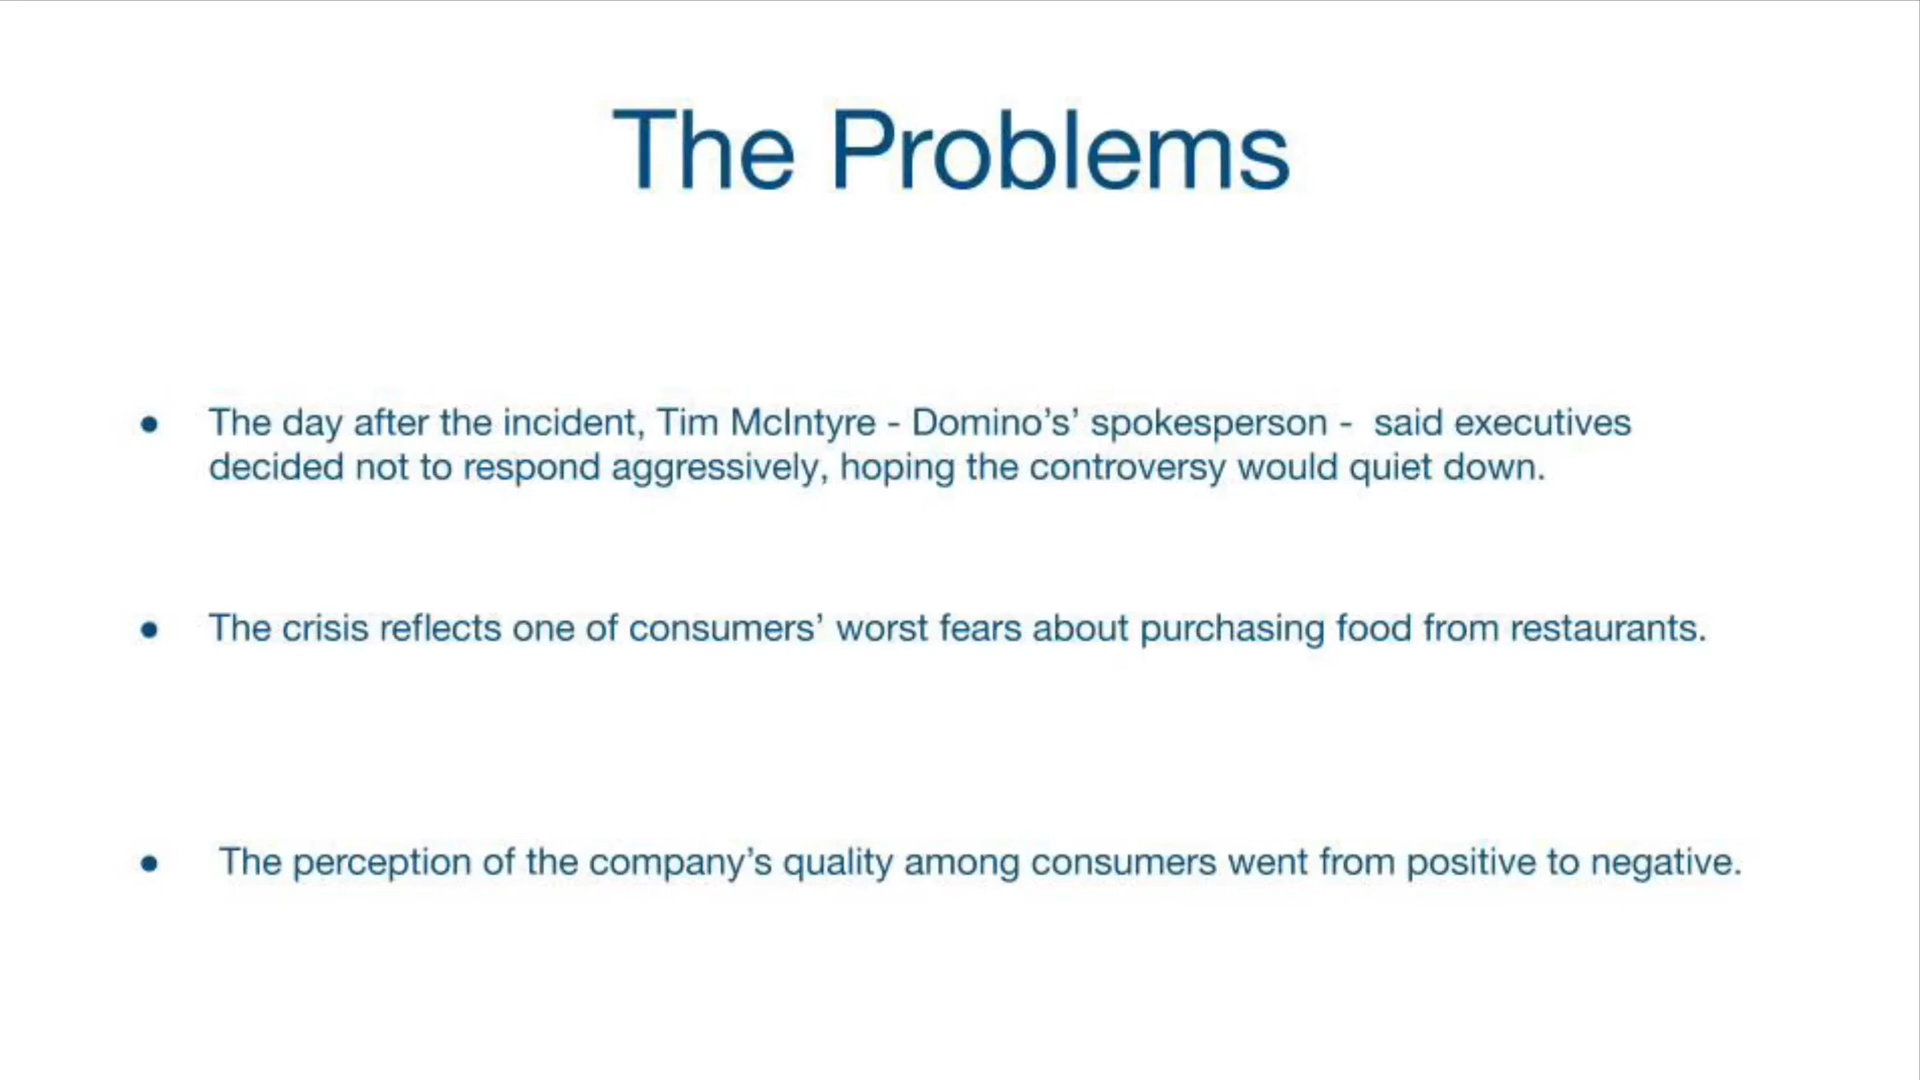 The Problems
● The day after the incident, Tim McIntyre - Domino’s’ spokesperson -  said executives
decided not to respond aggressively, hoping the controversy would quiet down.
● The crisis reflects one of consumers’ worst fears about purchasing food from restaurants.
● The perception of the company’s quality among consumers went from positive to negative.